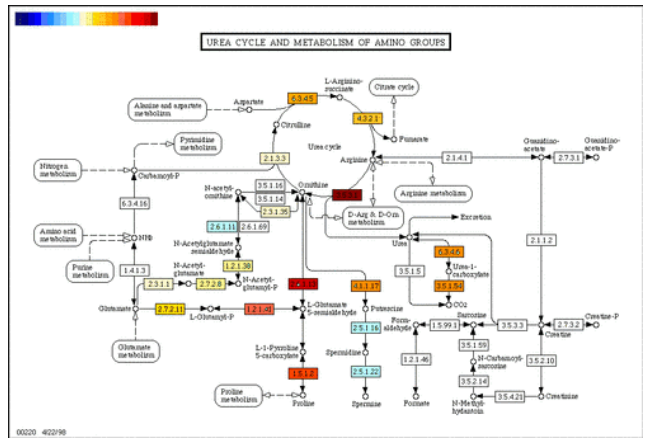 UREA CYCLE AND METABOLISM OF AMINO GROUPS
L-Arginino-
succinate
Citrate cycle
Alanine and aspartate
metabolism
Aspartate
6.3.4.5
4.3.2.1
Fumarate
Citrulline
Pyrimidine
metabolism
Urea cycle
Guanidino-
acetate
Guanidino-
acetate-P
2.1.3.3
Arginine
2.1.4.1
2.7.3.1
Nitrogen
metabolism
Carbamoyl-P
N-acetyl-
ornithine
3.5.1.16
3.5.1.14
Ornithine
Arginine metabolism
6.3.4.16
2.3.1.35
D-Arg & D-Orn
metabolism
Excretion
2.6.1.11
2.6.1.69
Amino acid
metabolism
NH3
Urea
2.1.1.2
N-Acetylglutamate
semialdehyde
6.3.4.6
Purine
metabolism
1.4.1.3
N-Acetyl-
glutamate
1.2.1.38
3.5.1.5
Urea-1-
carboxylate
2.3.1.1
2.7.2.8
N-Acetyl-
glutamyl-P
4.1.1.17
3.5.1.54
Glutamate
2.7.2.11
L-Glutamyl-P
1.2.1.41
L-Glutamate
5-semialdehyde
Putrescine
CO2
Form-
aldehyde
Sarcosine
1.5.99.1
3.5.3.3
Creatine
2.7.3.2
Creatine-P
2.5.1.16
Glutamate
metabolism
L-1-Pyrroline
5-carboxylate
Spermidine
3.5.1.59
1.2.1.46
N-Carbamoyl-
sarcosine
3.5.2.10
1.5.1.2
2.5.1.22
3.5.2.14
Proline
metabolism
Proline
Spermine
Formate
N-Methyl-
hydantoin
3.5.4.21
Creatinine
00220 4/22/98